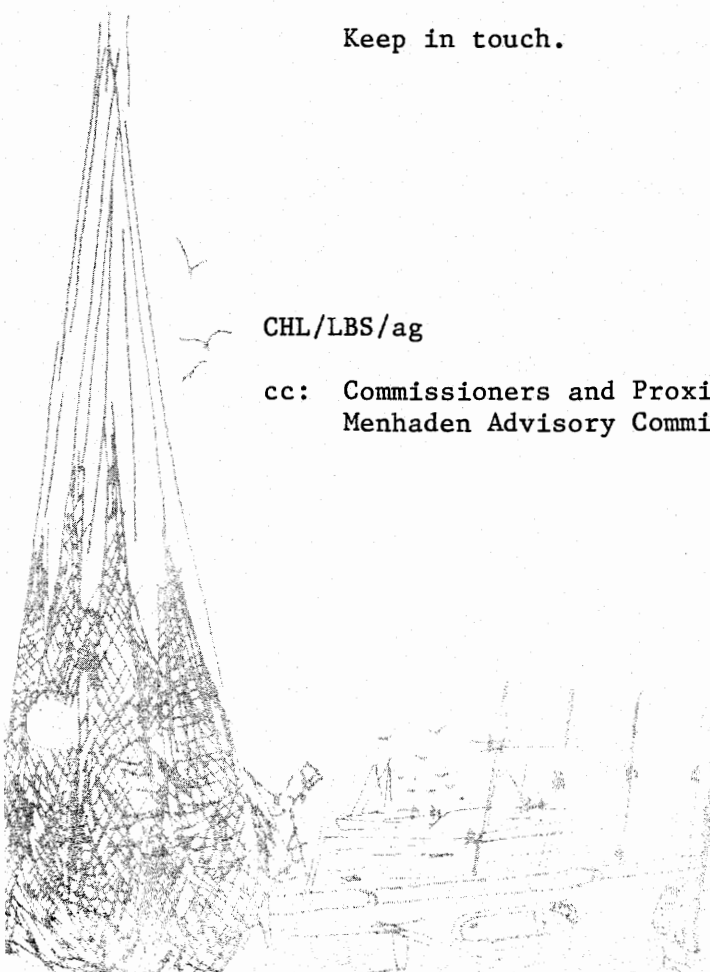 Keep in touch.
CHL/LBS/ag
cc: Commissioners and Proxi
Menhaden Advisory Commi